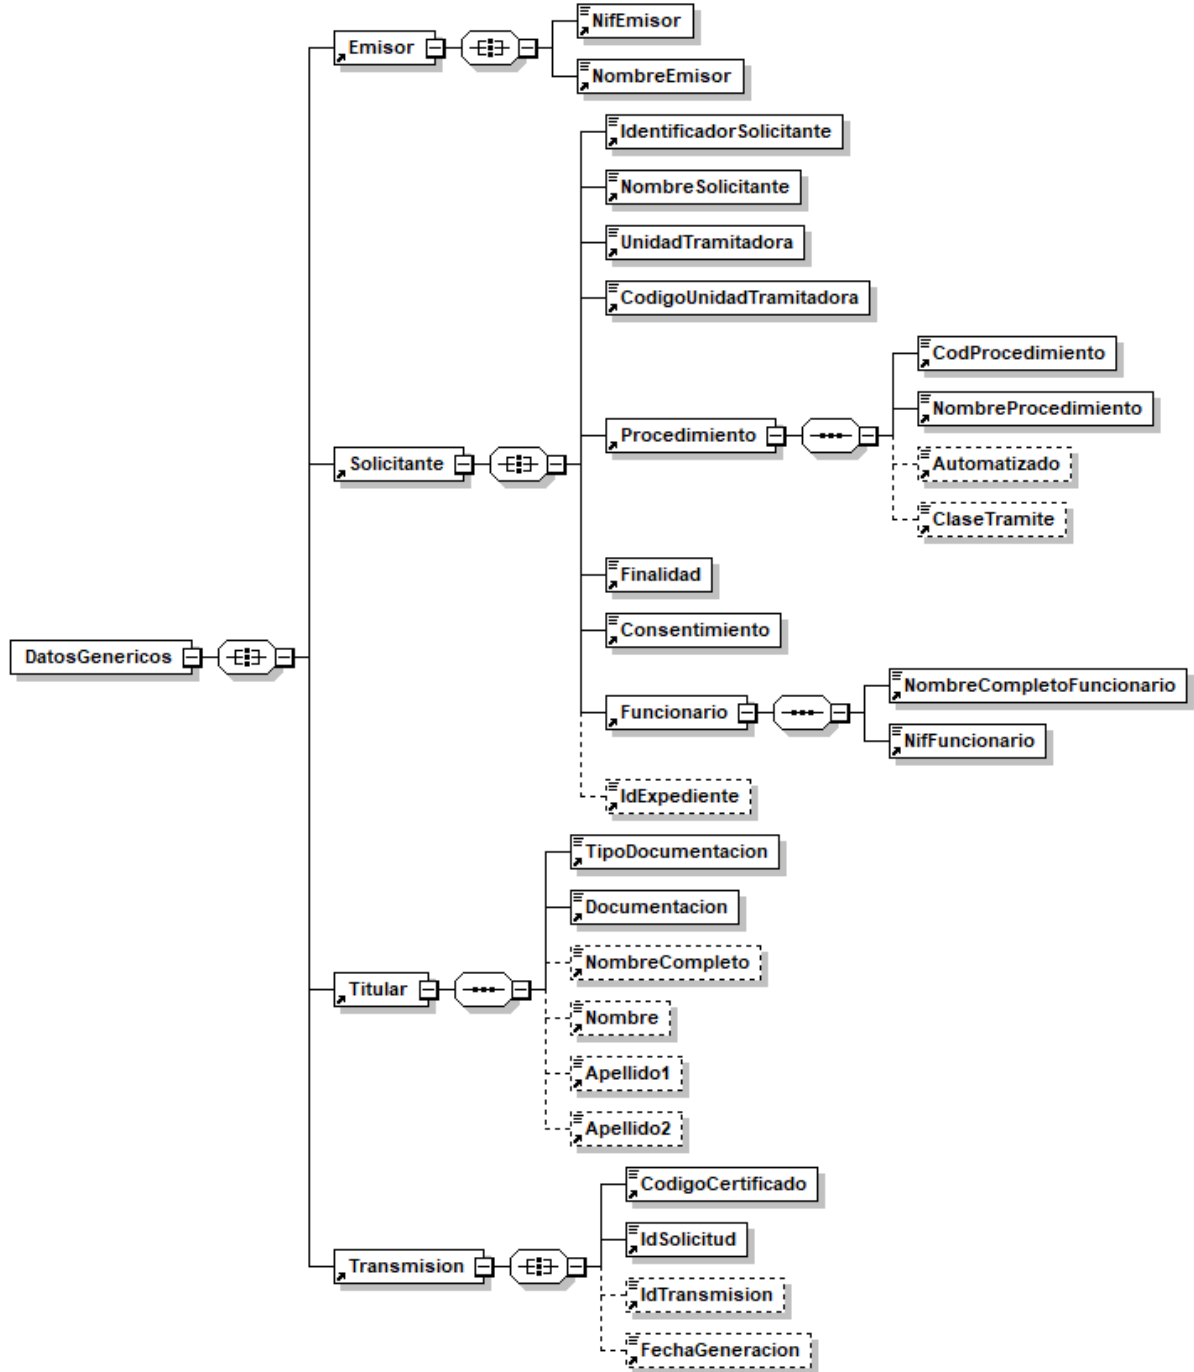 NifEmisor
Emisor
NombreEmisor
IdentificadorSolicitante
NombreSolicitante
UnidadTramitadora
CodigoUnidadTramitadora
CodProcedimiento
NombreProcedimiento
Procedimiento
Solicitante
Automatizado
ClaseTramite
Finalidad
Consentimiento
DatosGenericos
NombreCompletoFuncionario
Funcionario
NifFuncionario
IdExpediente
TipoDocumentacion
Documentacion
NombreCompleto
Titular
Nombre
Apellido1
Apellido2
CodigoCertificado
IdSolicitud
Transmision
IdTransmision
FechaGeneracion